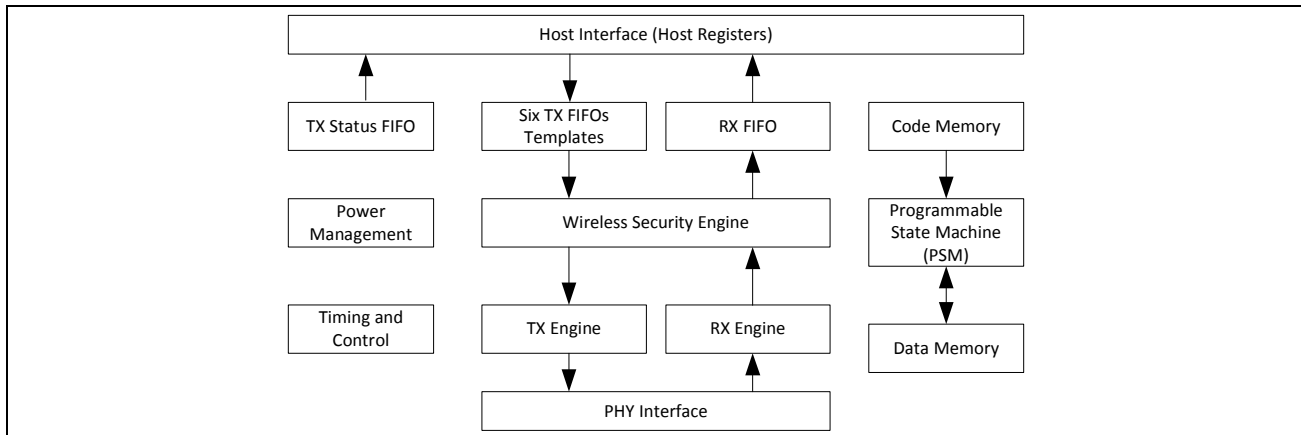 Host Interface (Host Registers)
TX Status FIFO
Six TX FIFOs
Templates
RX FIFO
Code Memory
Power
Management
Wireless Security Engine
Programmable
State Machine
(PSM)
Timing and
Control
TX Engine
RX Engine
Data Memory
PHY Interface